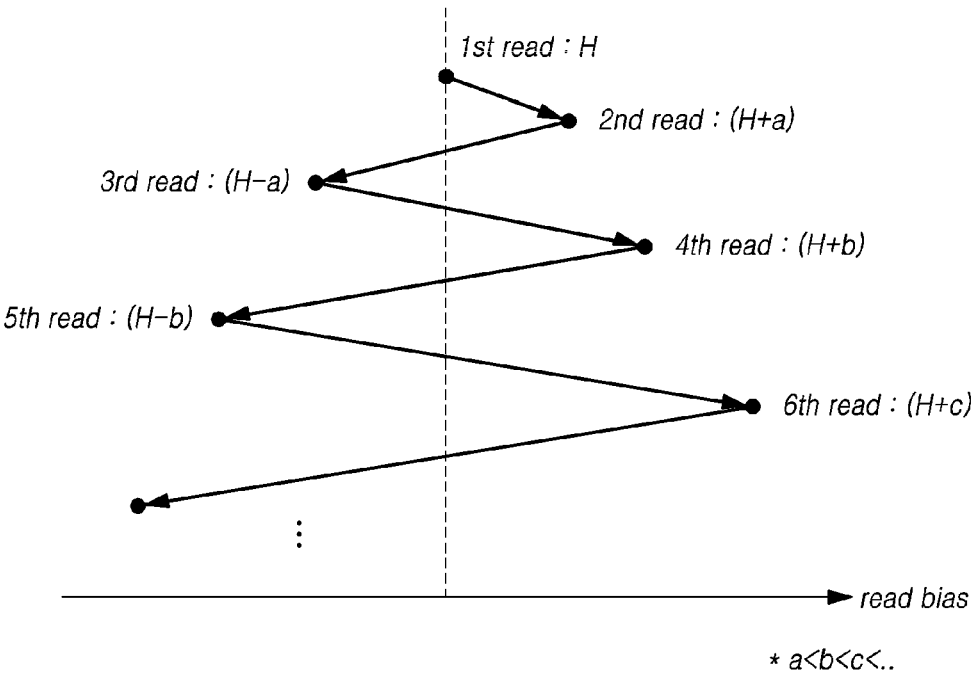 1st read : H
2nd read : (H+a)
3rd read : (H-a)
4th read : (H+b)
5th read : (H-b)
6th read : (H+c)
read bias
* a<b<c<..